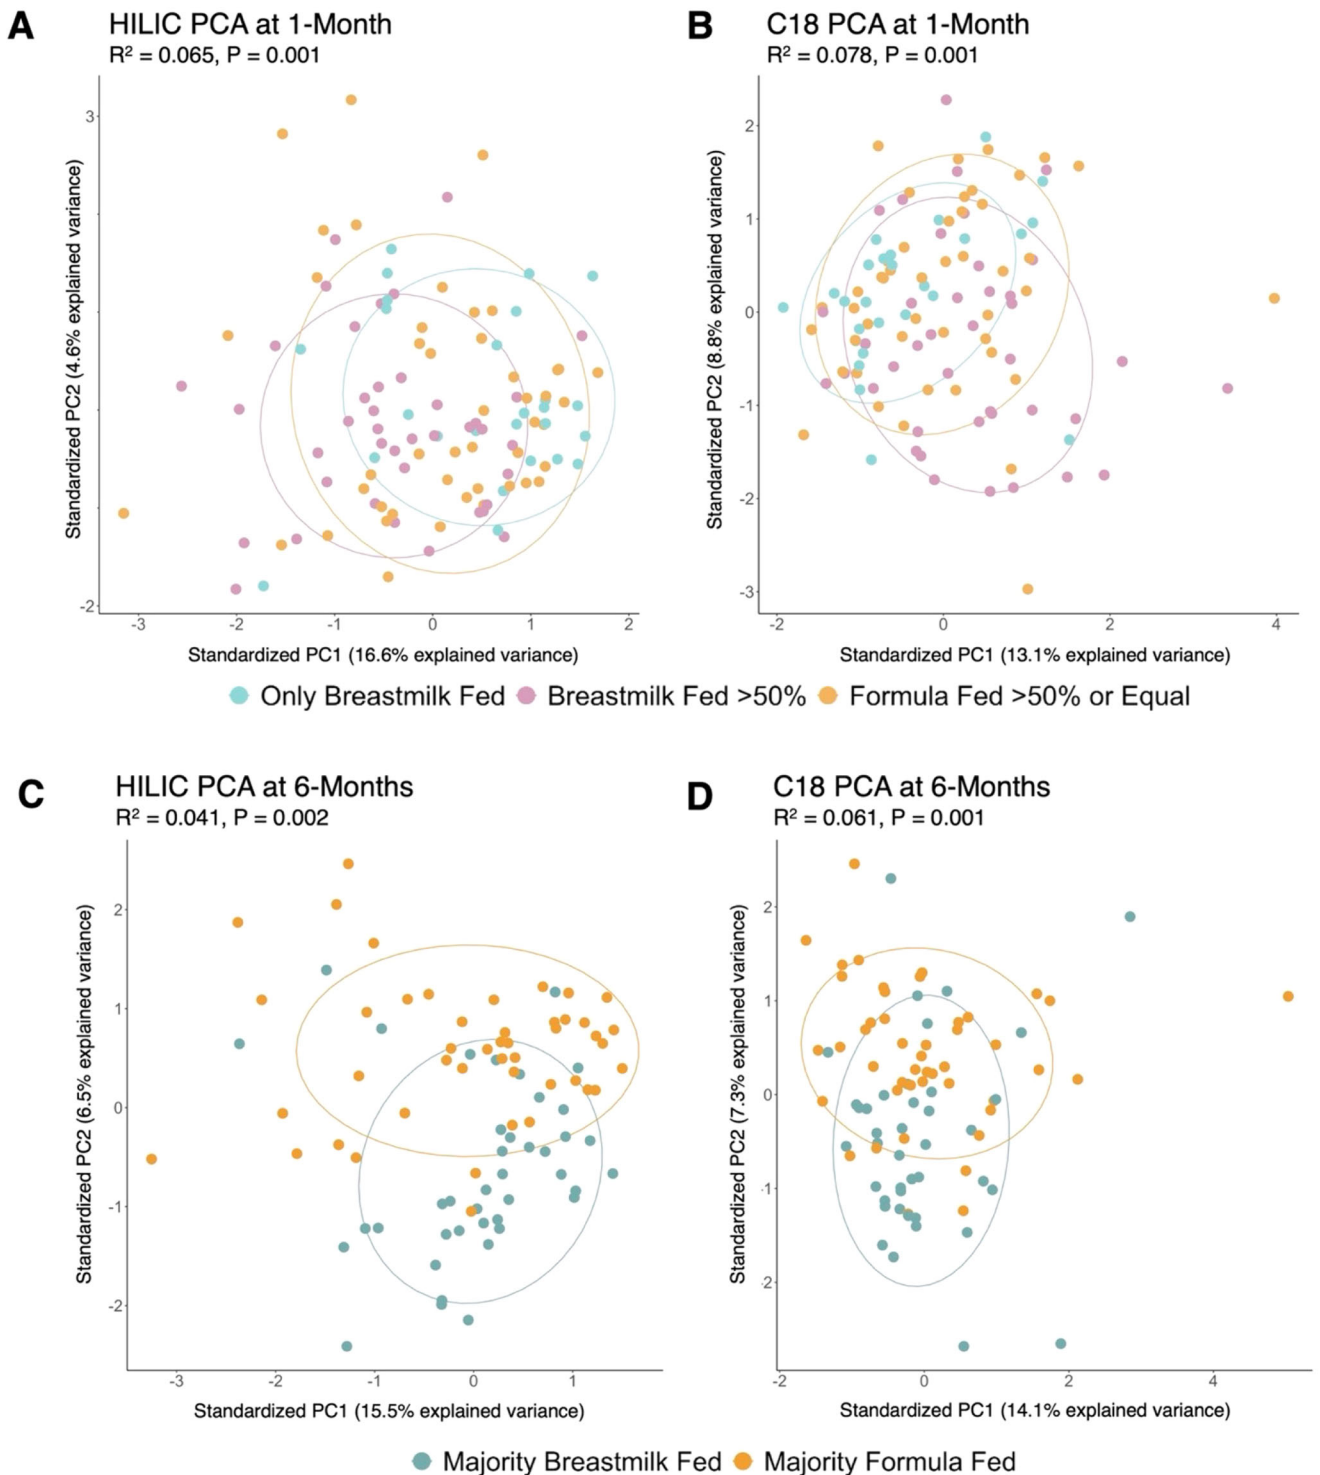 A
HILIC PCA at 1-Month
R² = 0.065, P = 0.001
Standardized PC2 (4.6% explained variance)
3
-2
-3 -2 -1 0 1 2
Standardized PC1 (16.6% explained variance)
B
C18 PCA at 1-Month
R² = 0.078, P = 0.001
Standardized PC2 (8.8% explained variance)
2
1
0
-1
-2
-3
-2 0 2 4
Standardized PC1 (13.1% explained variance)
Only Breastmilk Fed Breastmilk Fed >50% Formula Fed >50% or Equal
C
HILIC PCA at 6-Months
R² = 0.041, P = 0.002
Standardized PC2 (6.5% explained variance)
2
1
0
-1
-2
-3 -2 -1 0 1
Standardized PC1 (15.5% explained variance)
D
C18 PCA at 6-Months
R² = 0.061, P = 0.001
Standardized PC2 (7.3% explained variance)
2
1
0
-1
-2
-2 0 2 4
Standardized PC1 (14.1% explained variance)
Majority Breastmilk Fed Majority Formula Fed